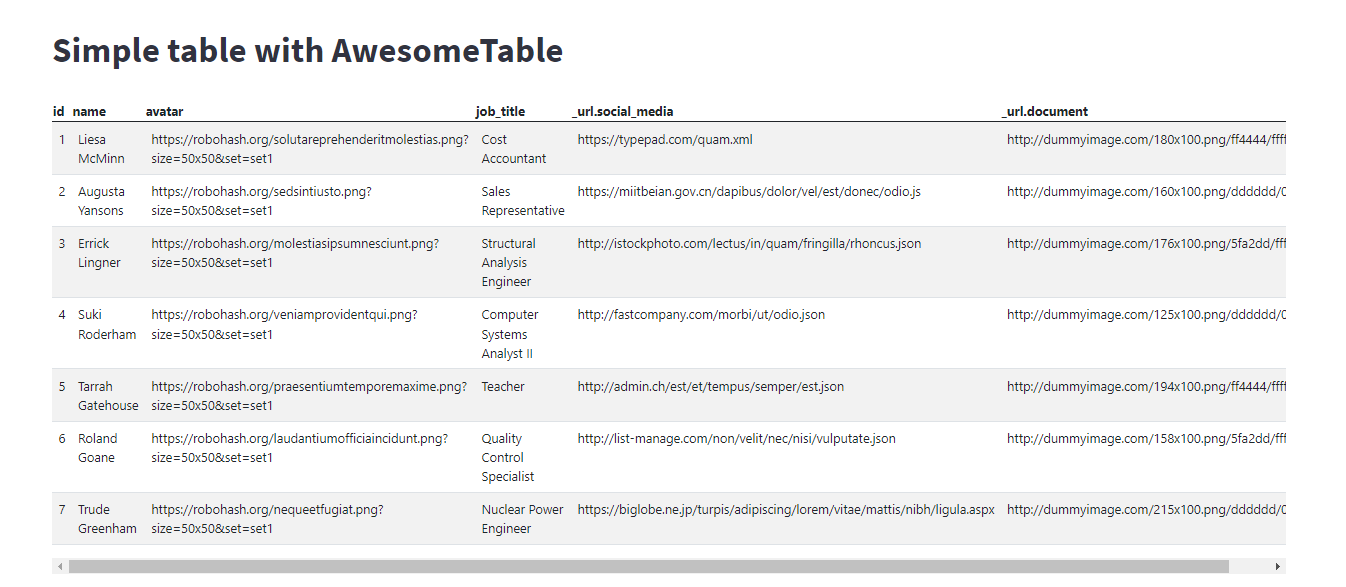 Simple table with AwesomeTable
id name avatar job_title _url.social_media _url.document
1 Liesa https://robohash.org/solutareprehenderitmolestias.png? Cost https://typepad.com/quam.xml http://dummyimage.com/180x100.png/ff4444/ffff
McMinn size=50x50&set=set1 Accountant
2 Augusta https://robohash.org/sedsintiusto.png? Sales https://miitbeian.gov.cn/dapibus/dolor/vel/est/donec/odio.js http://dummyimage.com/160x100.png/dddddd/0
Yansons size=50x50&set=set1 Representative
3 Errick https://robohash.org/molestiasipsumnesciunt.png? Structural http://istockphoto.com/lectus/in/quam/fringilla/rhoncus.json http://dummyimage.com/176x100.png/5fa2dd/fff
Lingner size=50x50&set=set1 Analysis
Engineer
4 Suki https://robohash.org/veniamprovidentqui.png? Computer http://fastcompany.com/morbi/ut/odio.json http://dummyimage.com/125x100.png/dddddd/0
Roderham size=50x50&set=set1 Systems
Analyst II
5 Tarrah https://robohash.org/praesentiumtemporemaxime.png? Teacher http://admin.ch/est/et/tempus/semper/est.json http://dummyimage.com/194x100.png/ff4444/ffff
Gatehouse size=50x50&set=set1
6 Roland https://robohash.org/laudantiumofficiaincidunt.png? Quality http://list-manage.com/non/velit/nec/nisi/vulputate.json http://dummyimage.com/158x100.png/5fa2dd/fff
Goane size=50x50&set=set1 Control
Specialist
7 Trude https://robohash.org/nequeetfugiat.png? Nuclear Power https://biglobe.ne.jp/turpis/adipiscing/lorem/vitae/mattis/nibh/ligula.aspx http://dummyimage.com/215x100.png/dddddd/0
Greenham size=50x50&set=set1 Engineer